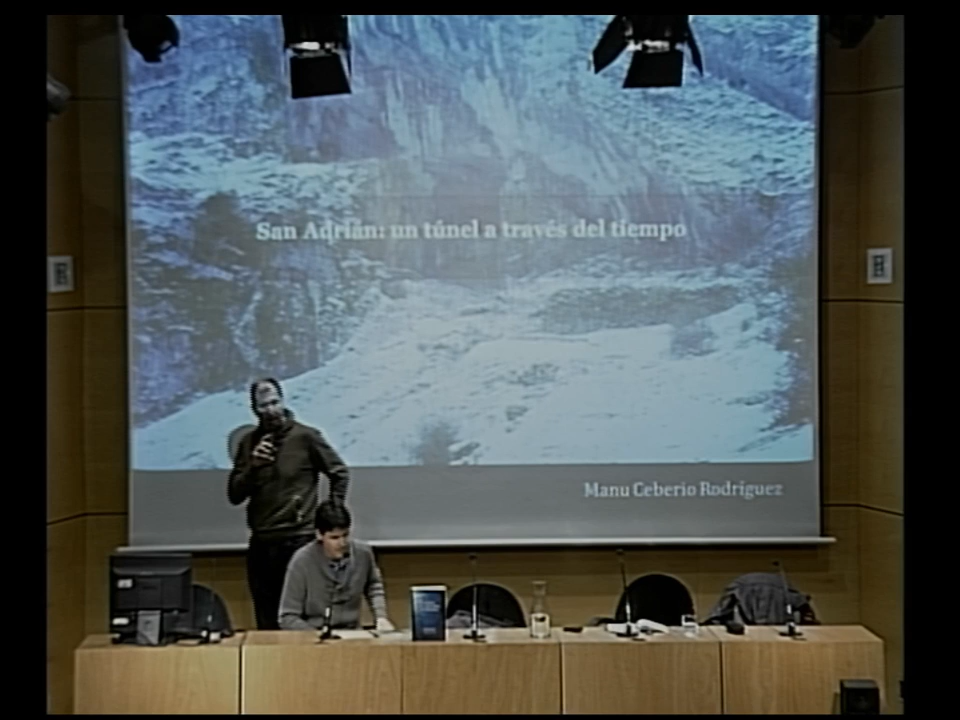 San Adrián: un túnel a través del tiempo
Manu Ceberio Rodríguez